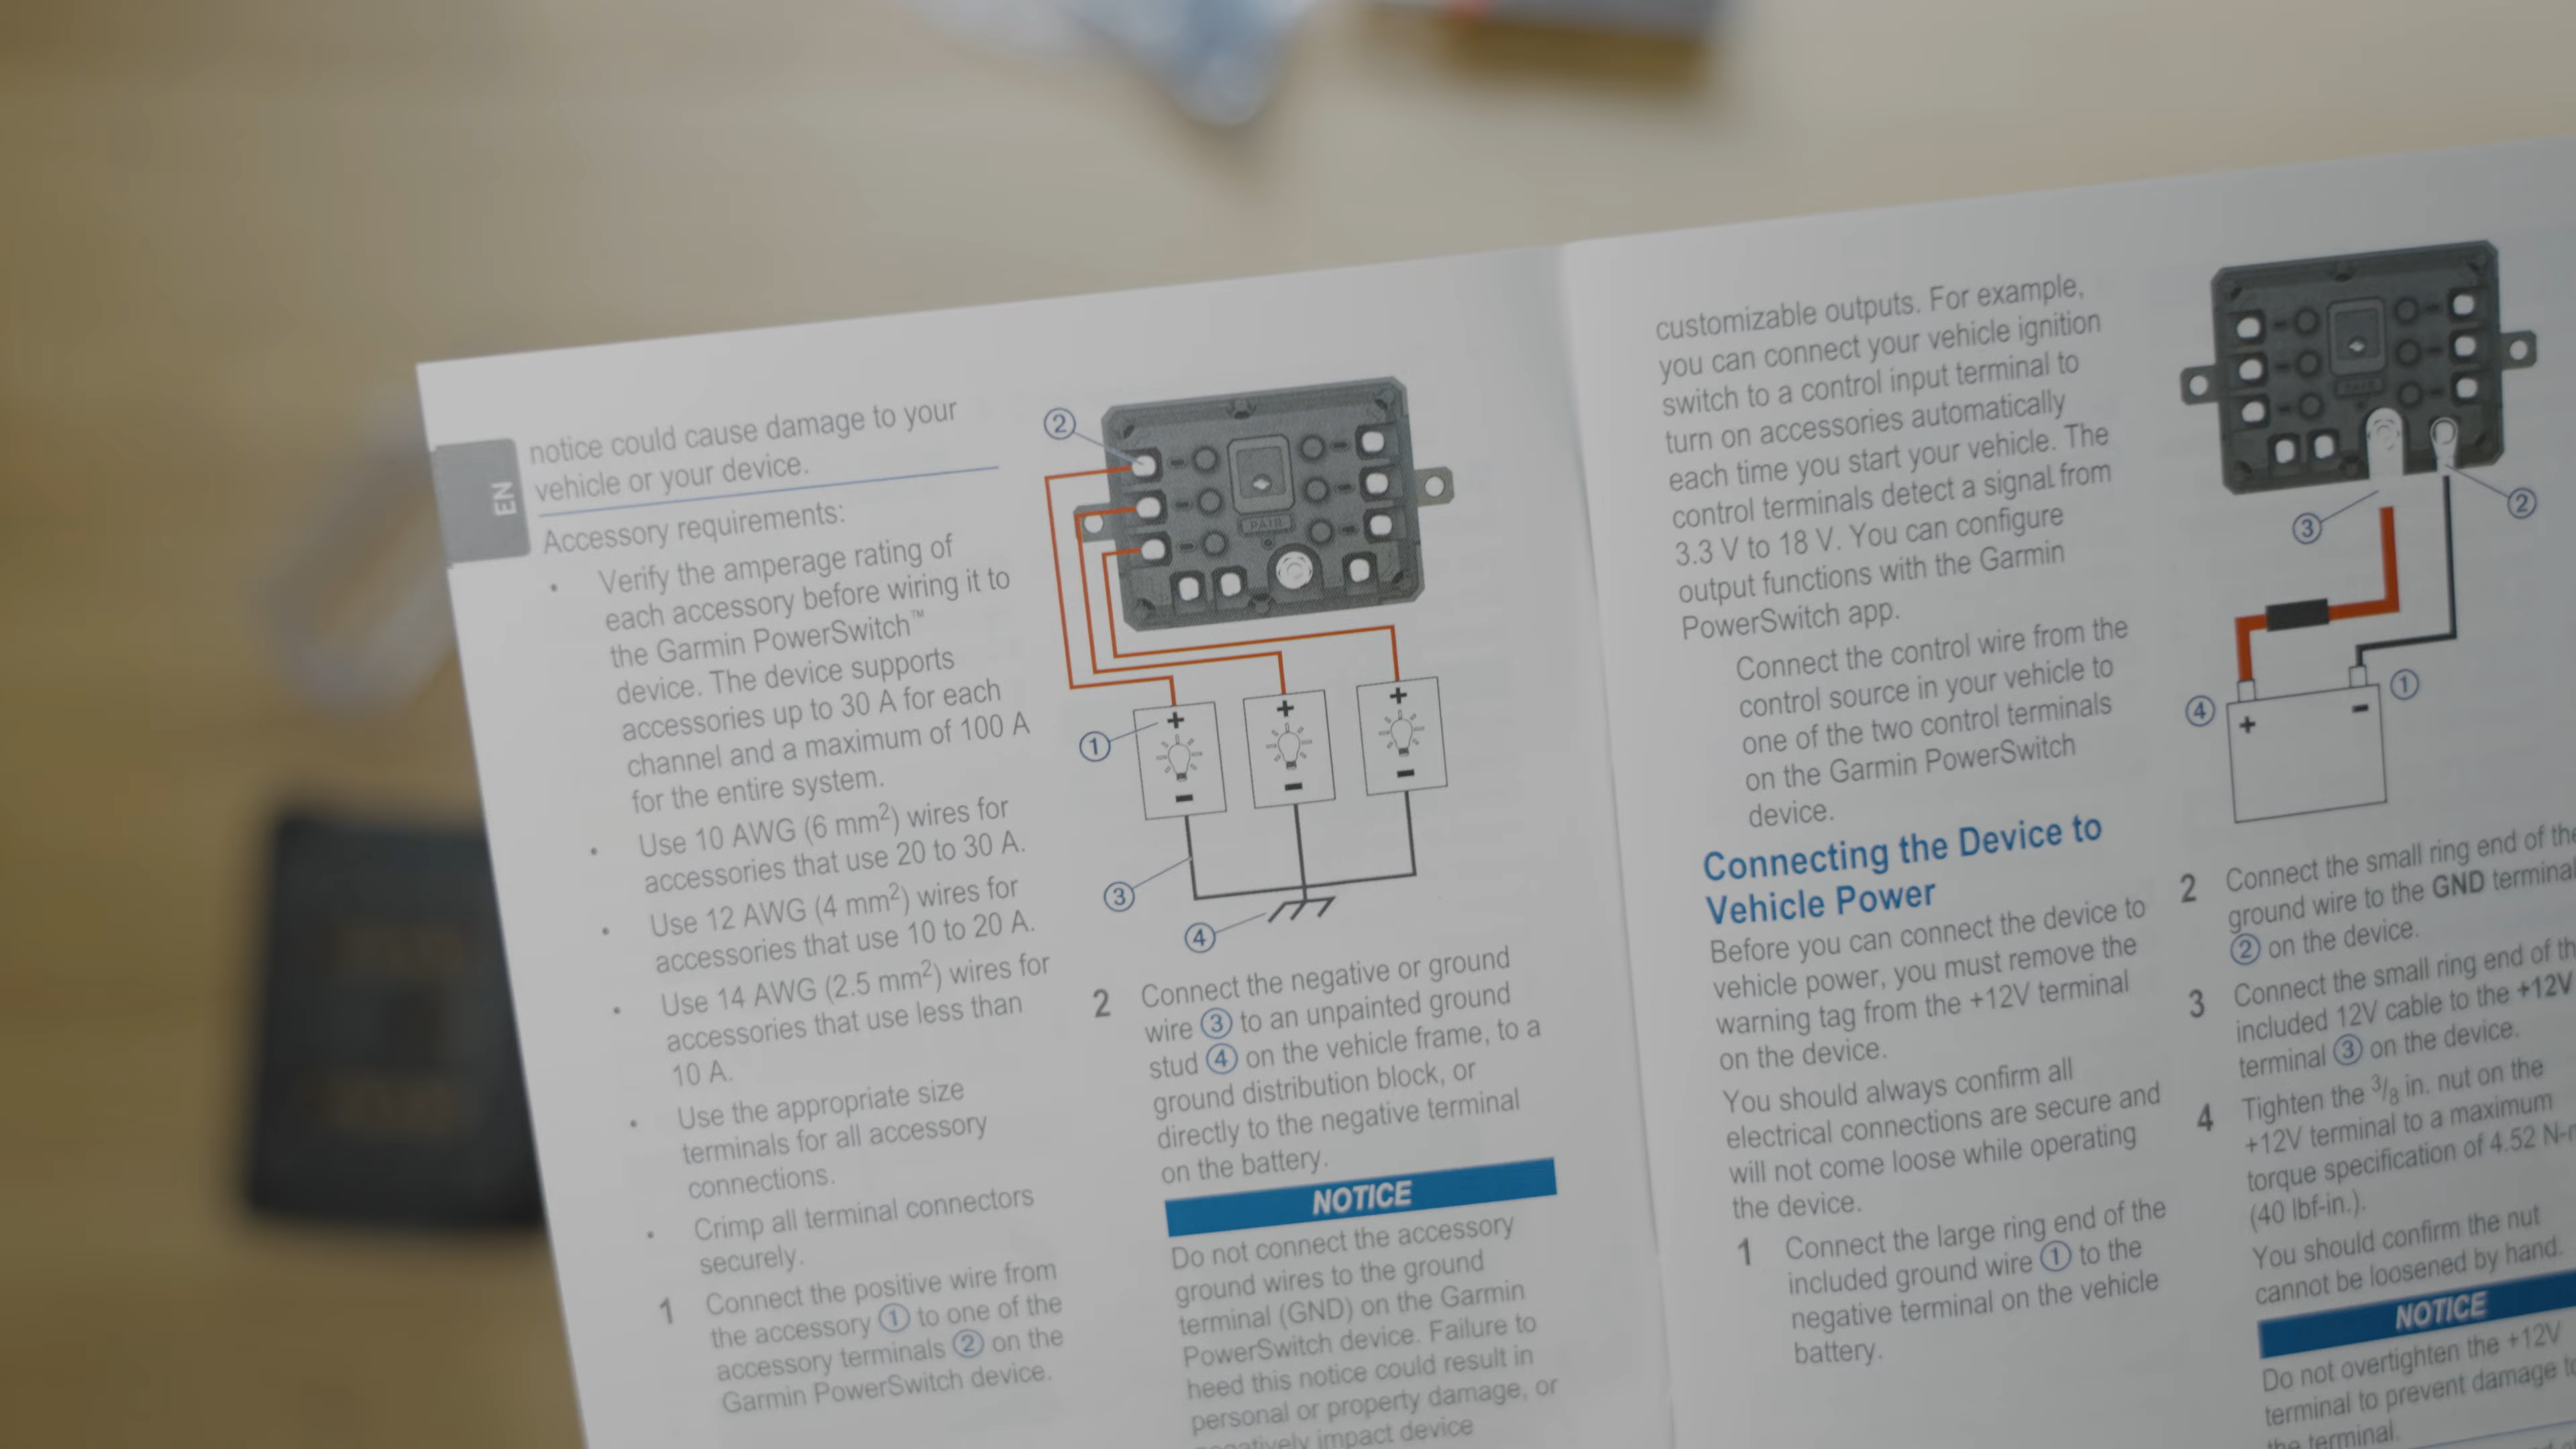 EN
notice could cause damage to your
vehicle or your device.
Accessory requirements:
• Verify the amperage rating of
each accessory before wiring it to
the Garmin PowerSwitch™
device. The device supports
accessories up to 30 A for each
channel and a maximum of 100 A
for the entire system.
• Use 10 AWG (6 mm²) wires for
accessories that use 20 to 30 A.
• Use 12 AWG (4 mm²) wires for
accessories that use 10 to 20 A.
• Use 14 AWG (2.5 mm²) wires for
accessories that use less than
10 A.
• Use the appropriate size
terminals for all accessory
connections.
• Crimp all terminal connectors
securely.
1 Connect the positive wire from
the accessory ① to one of the
accessory terminals ② on the
Garmin PowerSwitch device.
②
PAIR
+ + +
①
- - -
③
④
2 Connect the negative or ground
wire ③ to an unpainted ground
stud ④ on the vehicle frame, to a
ground distribution block, or
directly to the negative terminal
on the battery.
NOTICE
Do not connect the accessory
ground wires to the ground
terminal (GND) on the Garmin
PowerSwitch device. Failure to
heed this notice could result in
personal or property damage, or
negatively impact device
customizable outputs. For example,
you can connect your vehicle ignition
switch to a control input terminal to
turn on accessories automatically
each time you start your vehicle. The
control terminals detect a signal from
3.3 V to 18 V. You can configure
output functions with the Garmin
PowerSwitch app.
Connect the control wire from the
control source in your vehicle to
one of the two control terminals
on the Garmin PowerSwitch
device.
Connecting the Device to
Vehicle Power
Before you can connect the device to
vehicle power, you must remove the
warning tag from the +12V terminal
on the device.
You should always confirm all
electrical connections are secure and
will not come loose while operating
the device.
1 Connect the large ring end of the
included ground wire ① to the
negative terminal on the vehicle
battery.
PAIR
③ ②
④ + - ①
2 Connect the small ring end of the
ground wire to the GND terminal
② on the device.
3 Connect the small ring end of
included 12V cable to the +12V
terminal ③ on the device.
4 Tighten the 3/8 in. nut on the
+12V terminal to a maximum
torque specification of 4.52
(40 lbf-in.).
You should confirm the nut
cannot be loosened by hand.
NOTICE
Do not overtighten the +12V
terminal to prevent damage to
the terminal.